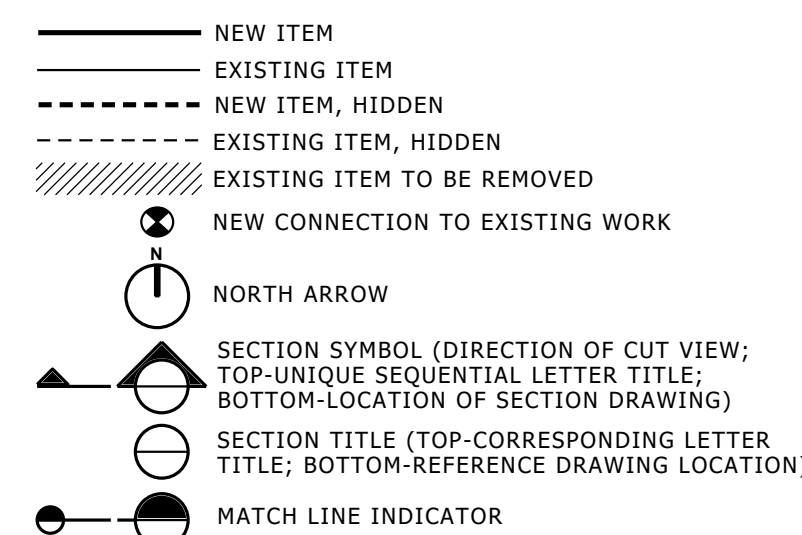 NEW ITEM
EXISTING ITEM
NEW ITEM, HIDDEN
EXISTING ITEM, HIDDEN
EXISTING ITEM TO BE REMOVED
NEW CONNECTION TO EXISTING WORK
N
NORTH ARROW
SECTION SYMBOL (DIRECTION OF CUT VIEW;
TOP-UNIQUE SEQUENTIAL LETTER TITLE;
BOTTOM-LOCATION OF SECTION DRAWING)
SECTION TITLE (TOP-CORRESPONDING LETTER
TITLE; BOTTOM-REFERENCE DRAWING LOCATION)
MATCH LINE INDICATOR